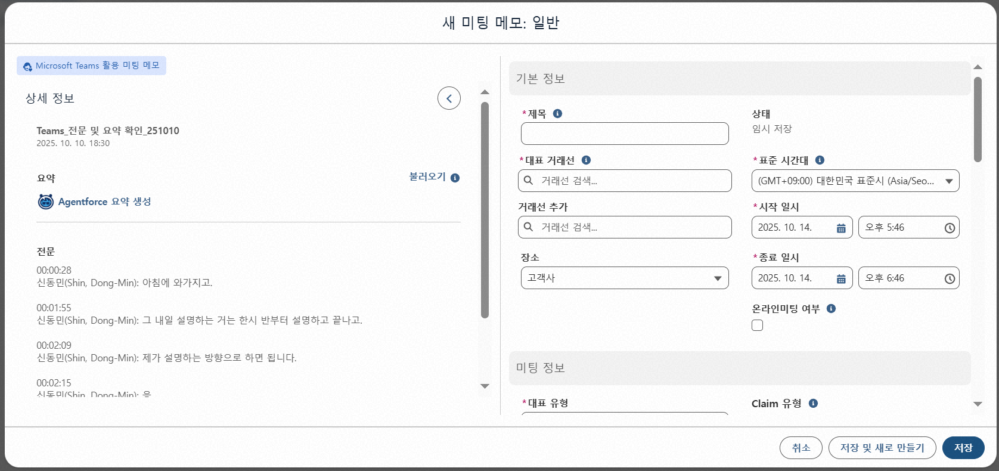 새 미팅 메모: 일반
Microsoft Teams 활용 미팅 메모
상세 정보
Teams_전문 및 요약 확인_251010
2025. 10. 10. 18:30
요약
불러오기
Agentforce 요약 생성
전문
00:00:28
신동민(Shin, Dong-Min): 아침에 와가지고.
00:01:55
신동민(Shin, Dong-Min): 그 내일 설명하는 거는 한시 반부터 설명하고 끝나고.
00:02:09
신동민(Shin, Dong-Min): 제가 설명하는 방향으로 하면 됩니다.
00:02:15
신동민(Shin, Dong-Min): 응
기본 정보
*제목
상태
임시 저장
*대표 거래선
거래선 검색...
*표준 시간대
(GMT+09:00) 대한민국 표준시 (Asia/Seo...
거래선 추가
거래선 검색...
*시작 일시
2025. 10. 14.
오후 5:46
장소
고객사
*종료 일시
2025. 10. 14.
오후 6:46
온라인미팅 여부
미팅 정보
*대표 유형
Claim 유형
취소
저장 및 새로 만들기
저장